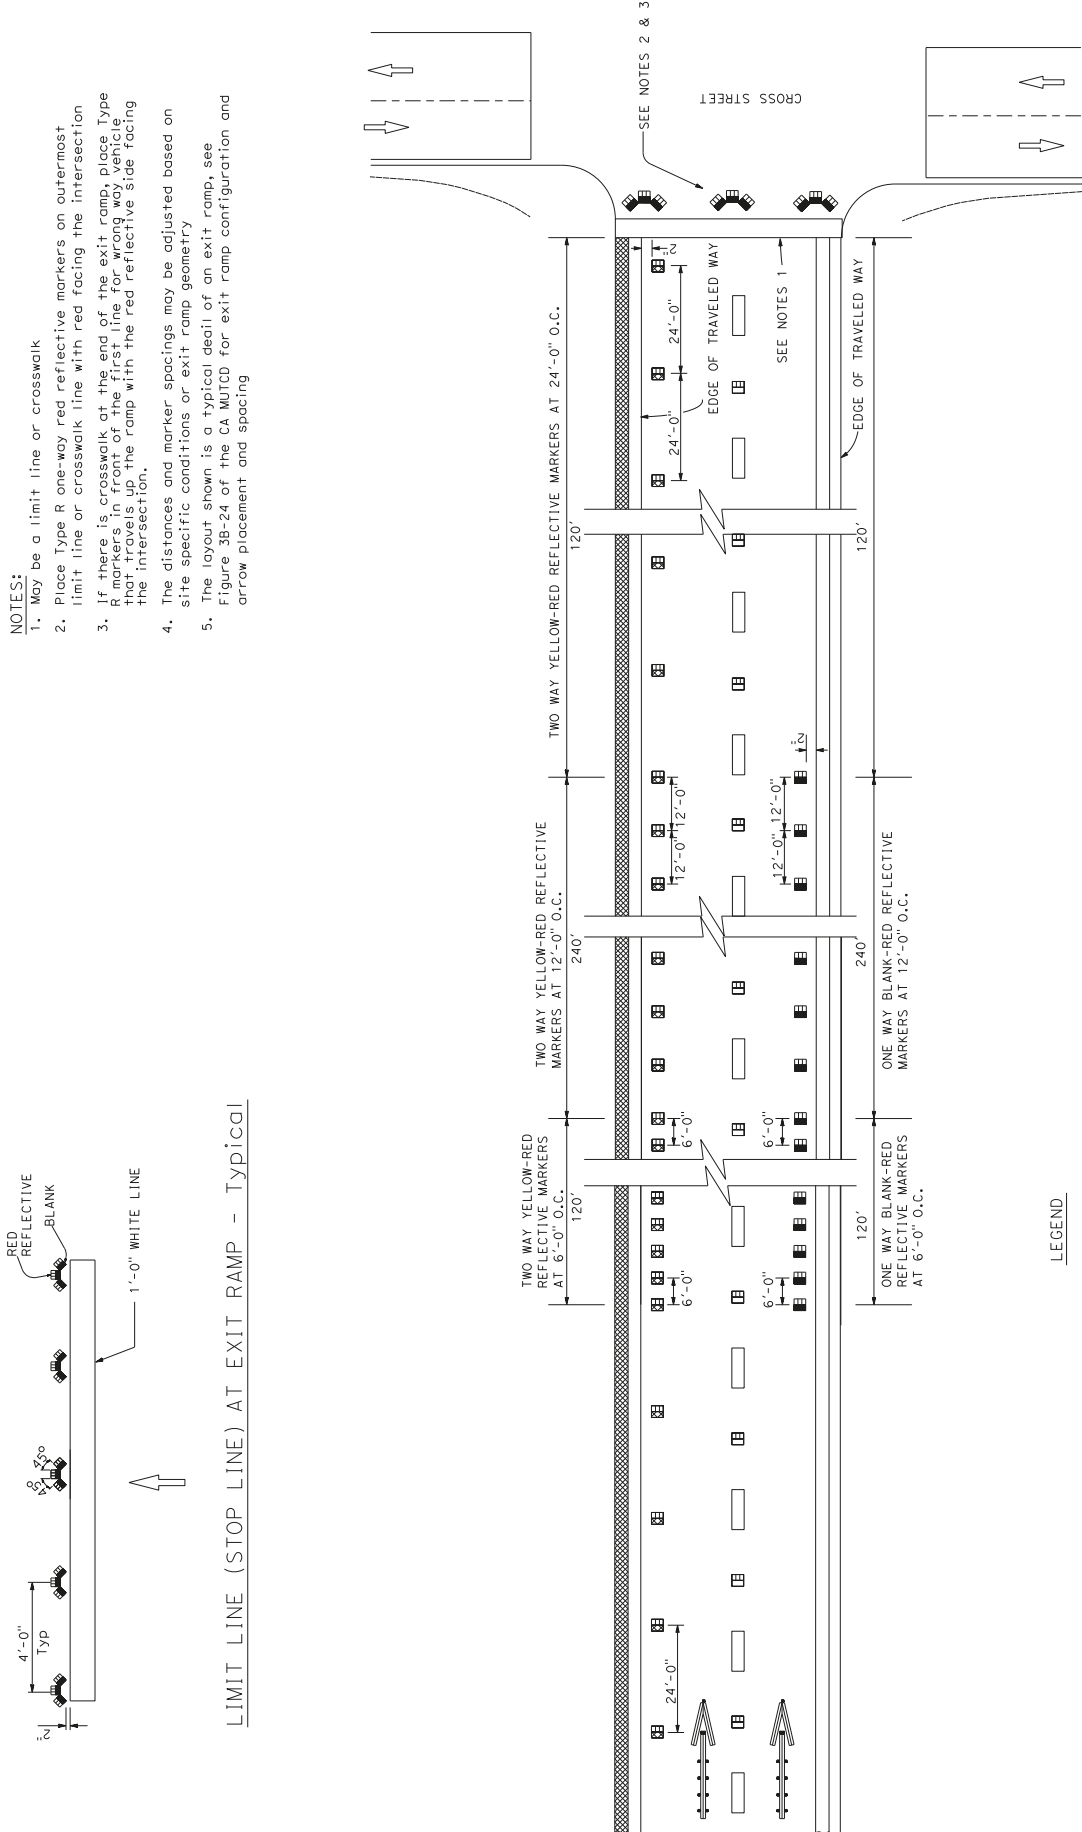 NOTES:
1. May be a limit line or crosswalk
2. Place Type R one-way red reflective markers on outermost
limit line or crosswalk line with red facing the intersection
3. If there is crosswalk at the end of the exit ramp, place Type
R markers in front of the first line for wrong way vehicle
that travels up the ramp with the red reflective side facing
the intersection.
4. The distances and marker spacings may be adjusted based on
site specific conditions or exit ramp geometry
5. The layout shown is a typical deail of an exit ramp, see
Figure 3B-24 of the CA MUTCD for exit ramp configuration and
arrow placement and spacing
RED
REFLECTIVE
BLANK
1'-0" WHITE LINE
45°
45°
4'-0"
Typ
2"
LIMIT LINE (STOP LINE) AT EXIT RAMP - Typical
SEE NOTES 2 & 3
CROSS STREET
TWO WAY YELLOW-RED
REFLECTIVE MARKERS
AT 6'-0" O.C.
120'
TWO WAY YELLOW-RED REFLECTIVE
MARKERS AT 12'-0" O.C.
240'
TWO WAY YELLOW-RED REFLECTIVE MARKERS AT 24'-0" O.C.
120'
2"
24'-0"
6'-0"
6'-0"
12'-0"
12'-0"
24'-0"
24'-0"
EDGE OF TRAVELED WAY
SEE NOTES 1
6'-0"
6'-0"
12'-0"
12'-0"
2"
EDGE OF TRAVELED WAY
120'
240'
120'
ONE WAY BLANK-RED
REFLECTIVE MARKERS
AT 6'-0" O.C.
ONE WAY BLANK-RED REFLECTIVE
MARKERS AT 12'-0" O.C.
LEGEND